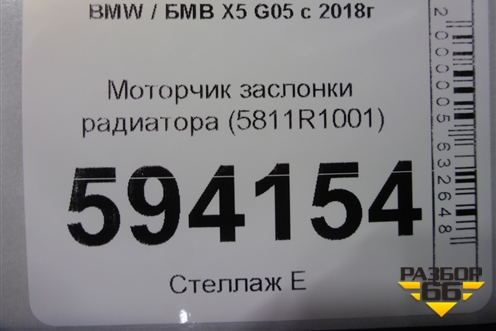 BMW / БМВ X5 G05 с 2018г
Моторчик заслонки
радиатора (5811R1001)
594154
Стеллаж Е
2000005632648
РАЗБОР
66